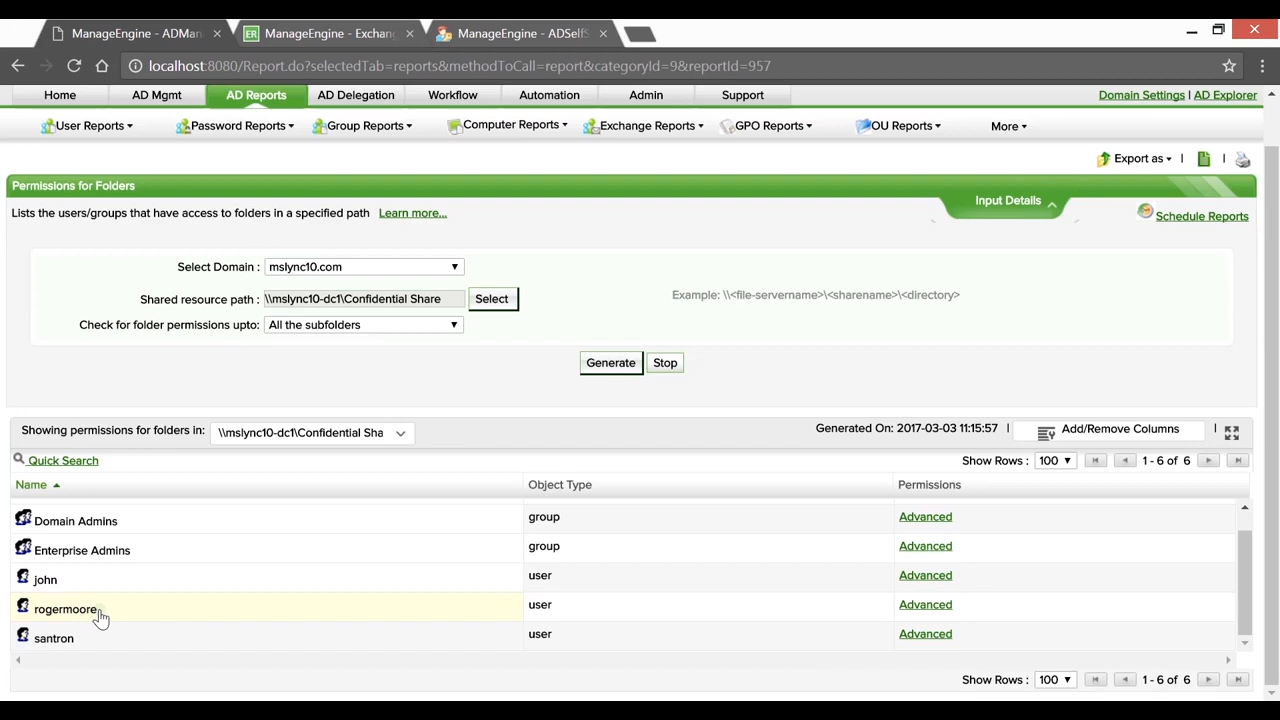 ManageEngine - ADMan
ManageEngine - Exchan
ManageEngine - ADSelfS
localhost:8080/Report.do?selectedTab=reports&methodToCall=report&categoryId=9&reportId=957
Home AD Mgmt AD Reports AD Delegation Workflow Automation Admin Support
Domain Settings | AD Explorer
User Reports Password Reports Group Reports Computer Reports Exchange Reports GPO Reports OU Reports More
Export as | |
Permissions for Folders
Lists the users/groups that have access to folders in a specified path Learn more...
Input Details
Schedule Reports
Select Domain : mslync10.com
Shared resource path : \\mslync10-dc1\Confidential Share Select
Example: \\<file-servername>\<sharename>\<directory>
Check for folder permissions upto: All the subfolders
Generate Stop
Showing permissions for folders in: \\mslync10-dc1\Confidential Sha
Generated On: 2017-03-03 11:15:57 | Add/Remove Columns |
Quick Search
Show Rows : 100 1 - 6 of 6
Name Object Type Permissions
Domain Admins group Advanced
Enterprise Admins group Advanced
john user Advanced
rogermoore user Advanced
santron user Advanced
Show Rows : 100 1 - 6 of 6